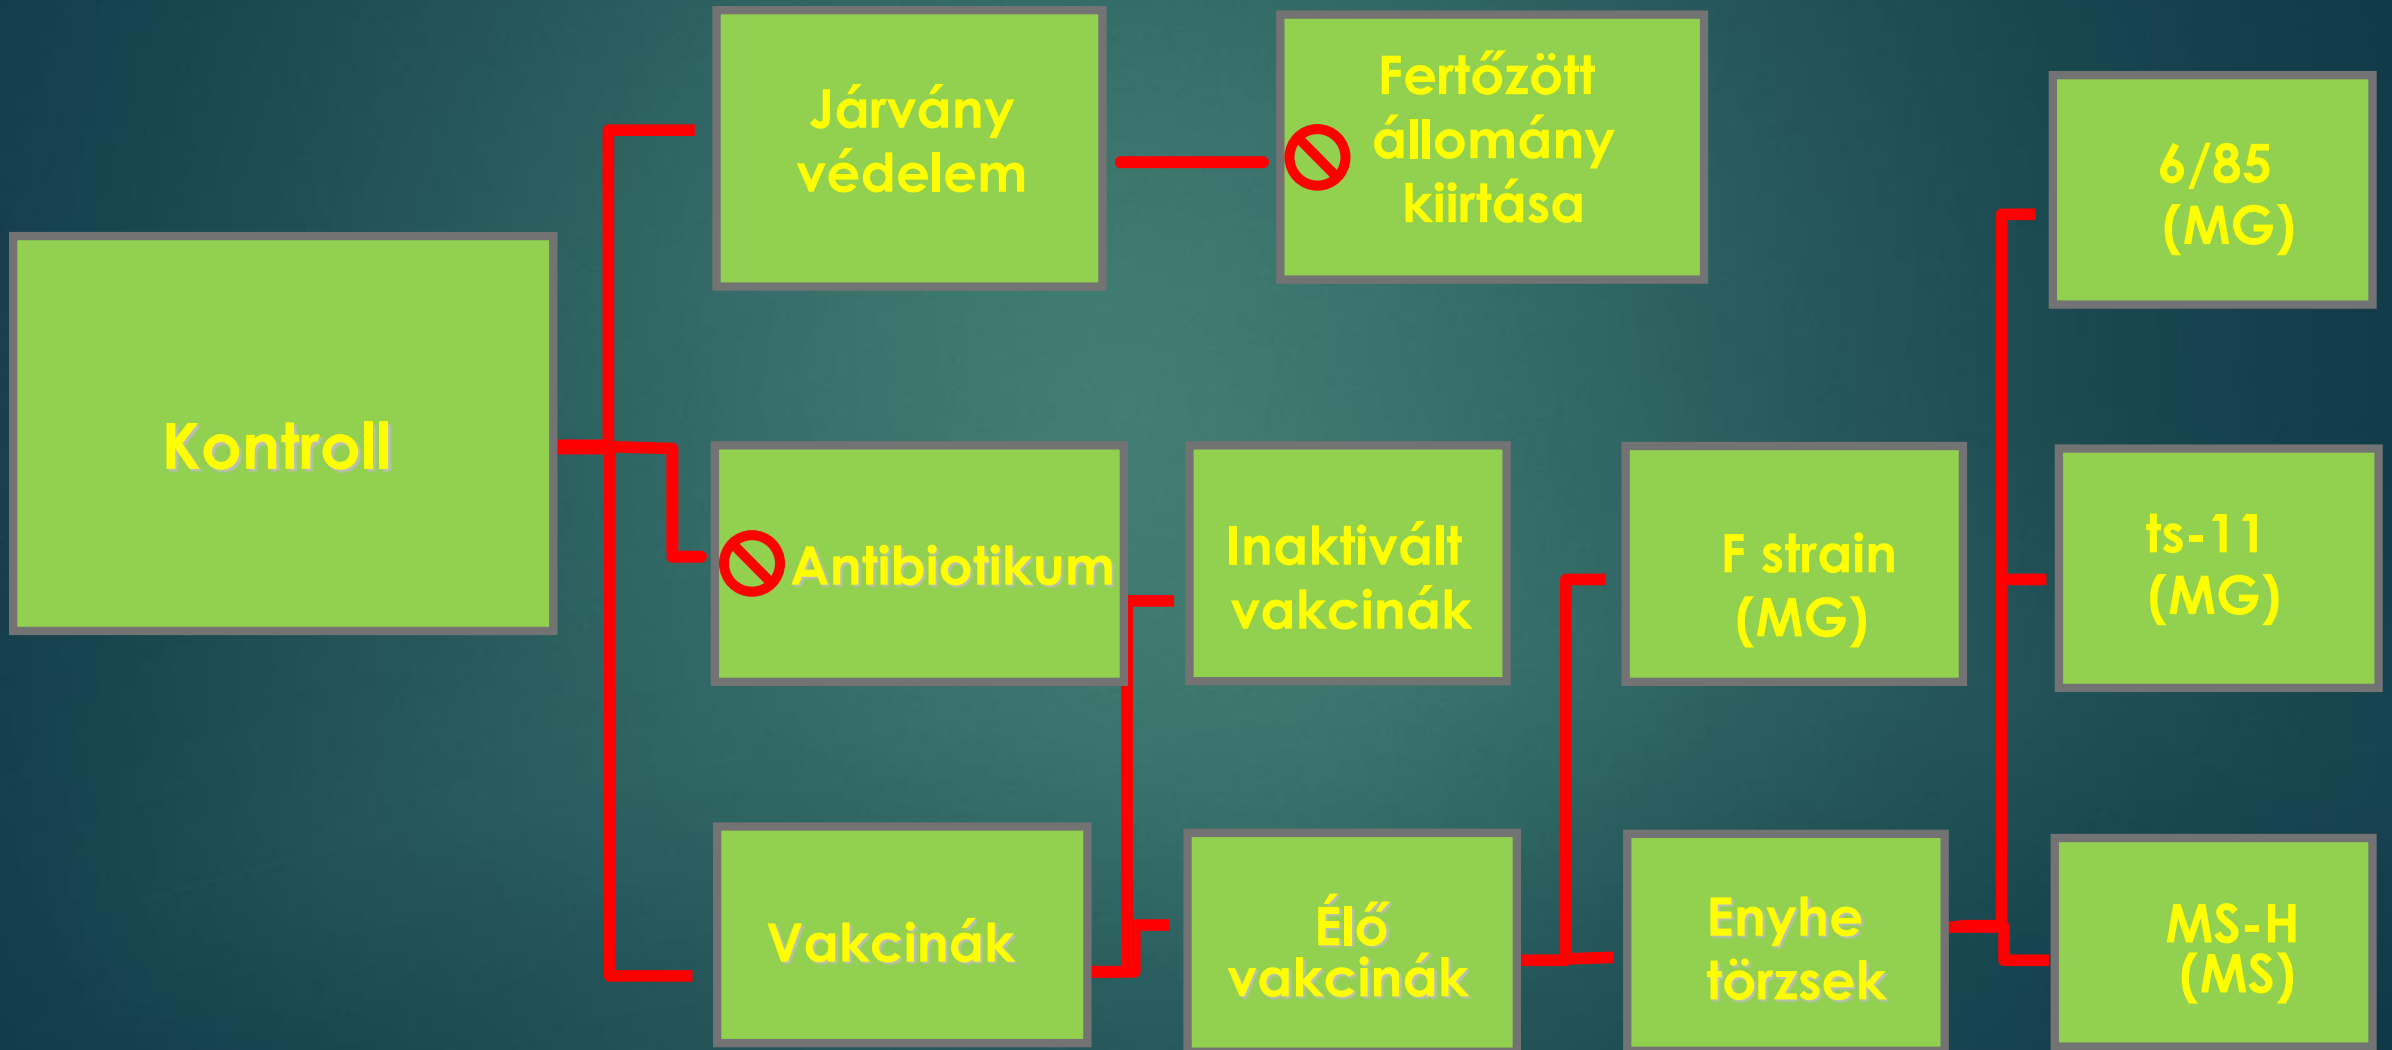 Kontroll
Járvány
védelem
Fertőzött
állomány
kiirtása
Antibiotikum
Vakcinák
Inaktivált
vakcinák
Élő
vakcinák
F strain
(MG)
Enyhe
törzsek
6/85
(MG)
ts-11
(MG)
MS-H
(MS)